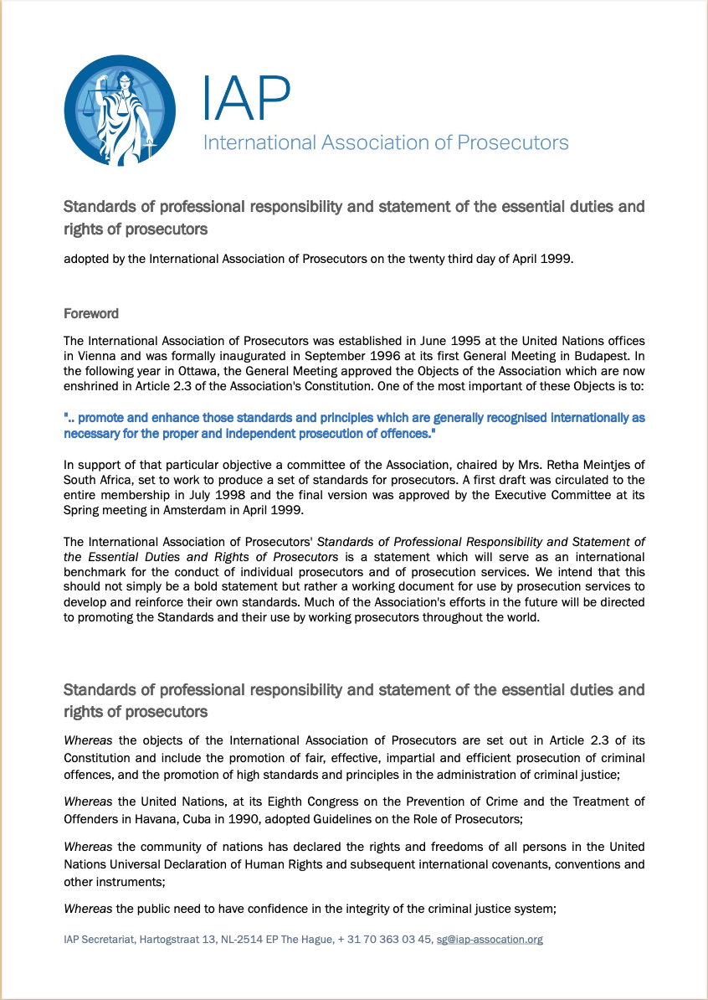 IAP
International Association of Prosecutors
Standards of professional responsibility and statement of the essential duties and
rights of prosecutors
adopted by the International Association of Prosecutors on the twenty third day of April 1999.
Foreword
The International Association of Prosecutors was established in June 1995 at the United Nations offices
in Vienna and was formally inaugurated in September 1996 at its first General Meeting in Budapest. In
the following year in Ottawa, the General Meeting approved the Objects of the Association which are now
enshrined in Article 2.3 of the Association's Constitution. One of the most important of these Objects is to:
".. promote and enhance those standards and principles which are generally recognised internationally as
necessary for the proper and independent prosecution of offences."
In support of that particular objective a committee of the Association, chaired by Mrs. Retha Meintjes of
South Africa, set to work to produce a set of standards for prosecutors. A first draft was circulated to the
entire membership in July 1998 and the final version was approved by the Executive Committee at its
Spring meeting in Amsterdam in April 1999.
The International Association of Prosecutors' Standards of Professional Responsibility and Statement of
the Essential Duties and Rights of Prosecutors is a statement which will serve as an international
benchmark for the conduct of individual prosecutors and of prosecution services. We intend that this
should not simply be a bold statement but rather a working document for use by prosecution services to
develop and reinforce their own standards. Much of the Association's efforts in the future will be directed
to promoting the Standards and their use by working prosecutors throughout the world.
Standards of professional responsibility and statement of the essential duties and
rights of prosecutors
Whereas the objects of the International Association of Prosecutors are set out in Article 2.3 of its
Constitution and include the promotion of fair, effective, impartial and efficient prosecution of criminal
offences, and the promotion of high standards and principles in the administration of criminal justice;
Whereas the United Nations, at its Eighth Congress on the Prevention of Crime and the Treatment of
Offenders in Havana, Cuba in 1990, adopted Guidelines on the Role of Prosecutors;
Whereas the community of nations has declared the rights and freedoms of all persons in the United
Nations Universal Declaration of Human Rights and subsequent international covenants, conventions and
other instruments;
Whereas the public need to have confidence in the integrity of the criminal justice system;
IAP Secretariat, Hartogstraat 13, NL-2514 EP The Hague, + 31 70 363 03 45, sg@iap-assocation.org